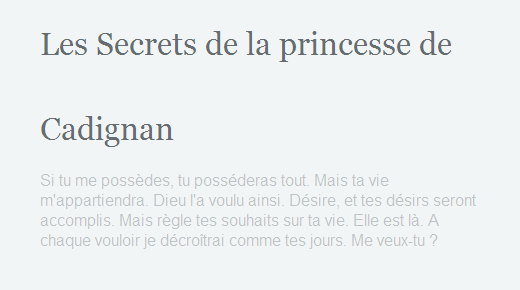 Les Secrets de la princesse de
Cadignan
Si tu me possèdes, tu posséderas tout. Mais ta vie
m'appartiendra. Dieu l'a voulu ainsi. Désire, et tes désirs seront
accomplis. Mais règle tes souhaits sur ta vie. Elle est là. A
chaque vouloir je décroîtrai comme tes jours. Me veux-tu ?